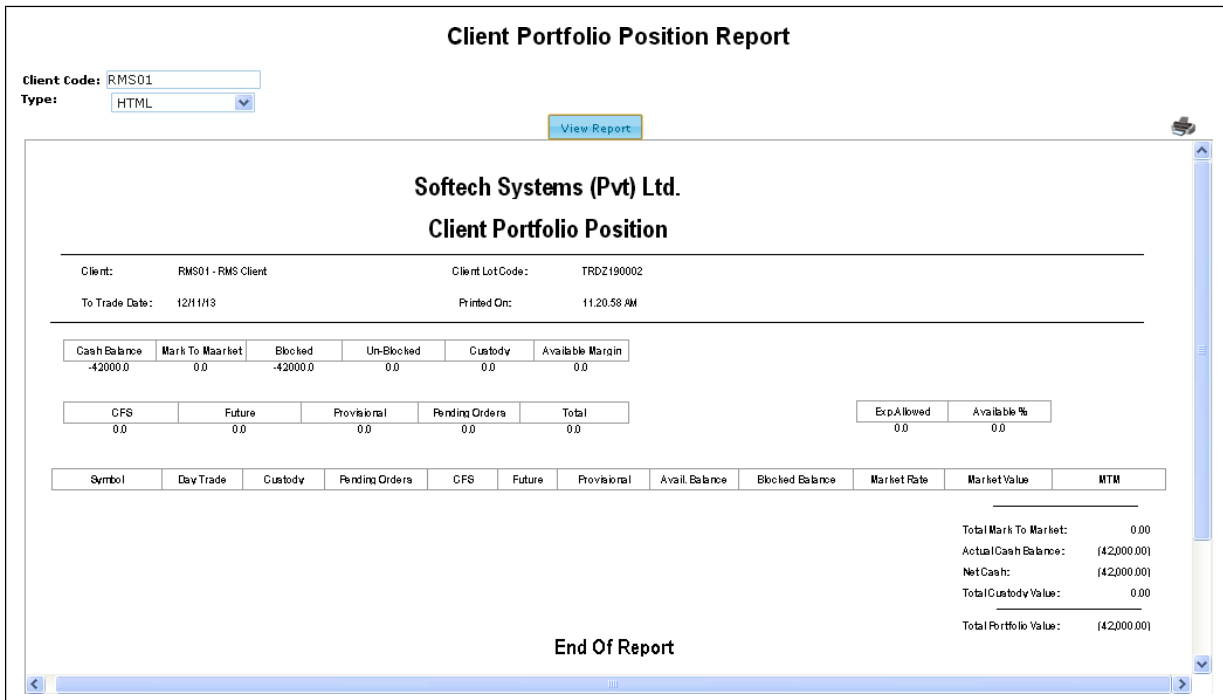 Client Portfolio Position Report
Client Code: RMS01
Type: HTML
View Report
Softech Systems (Pvt) Ltd.
Client Portfolio Position
Client: RMS01 - RMS Client Client Lot Code: TRDZ190002
To Trade Date: 12/11/13 Printed On: 11.20.58 AM
Cash Balance Mark To Maarket Blocked Un-Blocked Custody Available Margin
-42000.0 0.0 -42000.0 0.0 0.0 0.0
CFS Future Provisional Pending Orders Total Exp.Allowed Available %
0.0 0.0 0.0 0.0 0.0 0.0 0.0
Symbol Day Trade Custody Pending Orders CFS Future Provisional Avail. Balance Blocked Balance Market Rate Market Value MTM
Total Mark To Market: 0.00
Actual Cash Balance: (42,000.00)
Net Cash: (42,000.00)
Total Custody Value: 0.00
Total Portfolio Value: (42,000.00)
End Of Report